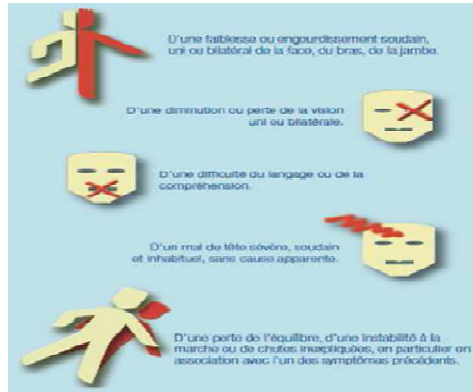 D'une faiblesse ou engourdissement soudain,
uni ou bilatéral de la face, du bras, de la jambe.
D'une diminution ou perte de la vision
uni ou bilatérale.
D'une difficulté du langage ou de la
compréhension.
D'un mal de tête sévère, soudain
et inhabituel, sans cause apparente.
D'une perte de l'équilibre, d'une instabilité à la
marche ou de chutes inexpliquées, en particulier en
association avec l'un des symptômes précédents.